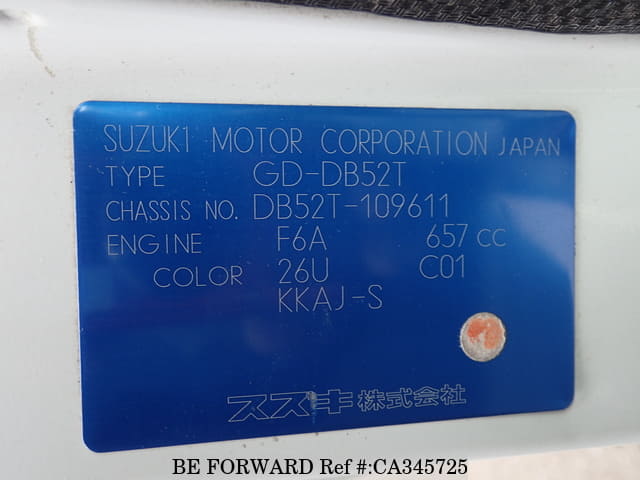 SUZUKI MOTOR CORPORATION JAPAN
TYPE GD-DB52T
CHASSIS NO. DB52T-109611
ENGINE F6A 657 CC
COLOR 26U C01
KKAJ-S
スズキ株式会社
BE FORWARD Ref #:CA345725